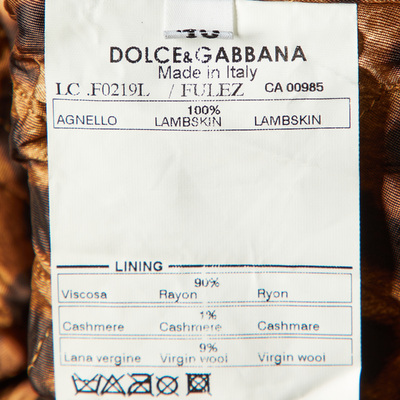 40
DOLCE&GABBANA
Made in Italy
LC .F0219L / FULEZ CA 00985
100%
AGNELLO LAMBSKIN LAMBSKIN
LINING
90%
Viscosa Rayon Ryon
1%
Cashmere Cashmere Cashmare
9%
Lana vergine Virgin wool Virgin wool